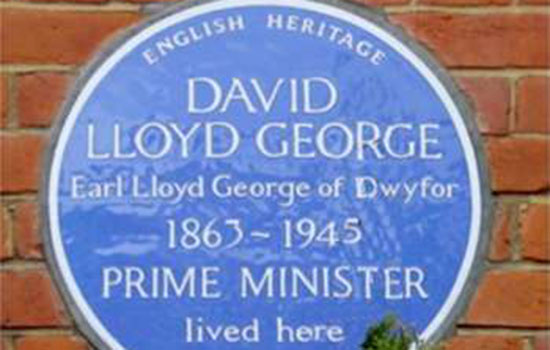 ENGLISH HERITAGE
DAVID
LLOYD GEORGE
Earl Lloyd George of Dwyfor
1863-1945
PRIME MINISTER
lived here